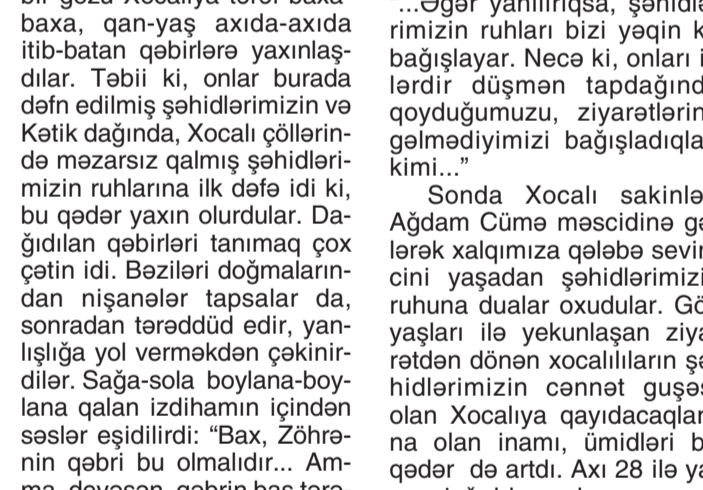 baxa, qan-yaş axıda-axıda
itib-batan qəbirlərə yaxınlaş-
dılar. Təbii ki, onlar burada
dəfn edilmiş şəhidlərimizin və
Kətik dağında, Xocalı çöllərin-
də məzarsız qalmış şəhidləri-
mizin ruhlarına ilk dəfə idi ki,
bu qədər yaxın olurdular. Da-
ğıdılan qəbirləri tanımaq çox
çətin idi. Bəziləri doğmaların-
dan nişanələr tapsalar da,
sonradan tərəddüd edir, yan-
lışlığa yol verməkdən çəkinir-
dilər. Sağa-sola boylana-boy-
lana qalan izdihamın içindən
səslər eşidilirdi: “Bax, Zöhrə-
nin qəbri bu olmalıdır... Am-
“...Əgər yanılırıqsa, şəhidlə
rimizin ruhları bizi yəqin k
bağışlayar. Necə ki, onları i
lərdir düşmən tapdağınd
qoyduğumuzu, ziyarətlərin
gəlmədiyimizi bağışladıqla
kimi...”
Sonda Xocalı sakinlə
Ağdam Cümə məscidinə gə
lərək xalqımıza qələbə sevin
cini yaşadan şəhidlərimizi
ruhuna dualar oxudular. Gö
yaşları ilə yekunlaşan ziya
rətdən dönən xocalılıların şə
hidlərimizin cənnət guşəs
olan Xocalıya qayıdacaqlar
na olan inamı, ümidləri b
qədər də artdı. Axı 28 ilə ya